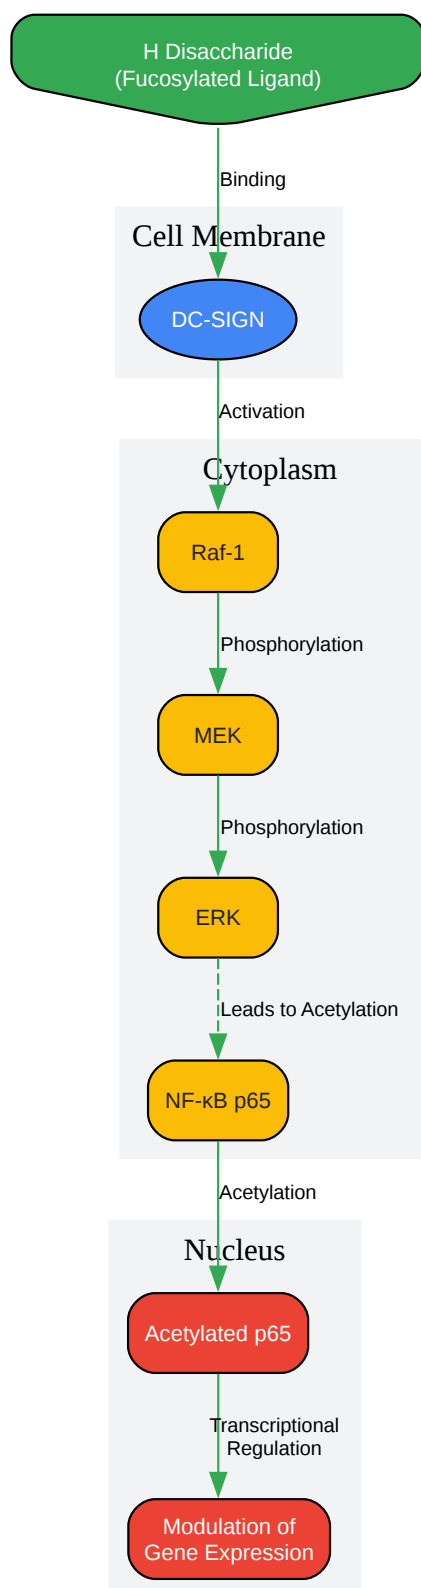 H Disaccharide
(Fucosylated Ligand)
Binding
Cell Membrane
DC-SIGN
Activation
Cytoplasm
Raf-1
Phosphorylation
MEK
Phosphorylation
ERK
Leads to Acetylation
NF-κB p65
Acetylation
Nucleus
Acetylated p65
Transcriptional
Regulation
Modulation of
Gene Expression